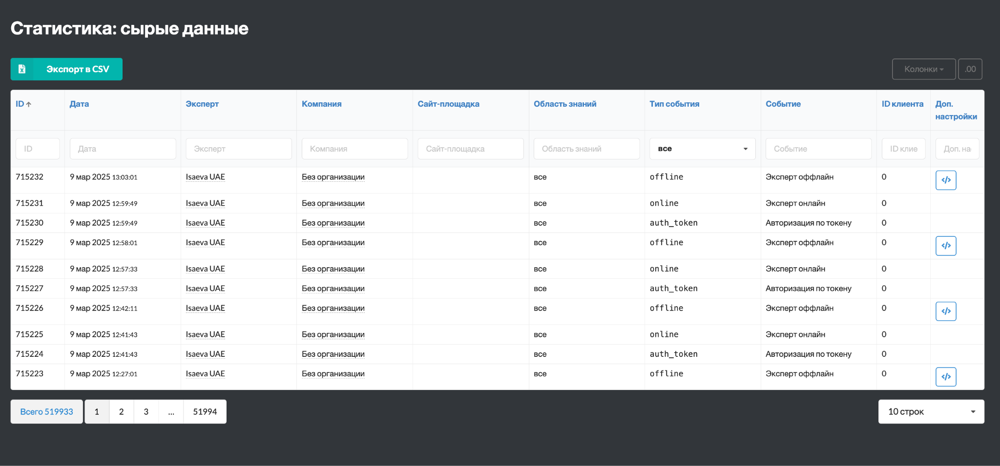 Статистика: сырые данные
Экспорт в CSV
Колонки .00
ID Дата Эксперт Компания Сайт-площадка Область знаний Тип события Событие ID клиента Доп.
настройки
ID Дата Эксперт Компания Сайт-площадка Область знаний все Событие ID клие Доп. на
715232 9 мар 2025 13:03:01 Isaeva UAE Без организации все offline Эксперт оффлайн 0 </>
715231 9 мар 2025 12:59:49 Isaeva UAE Без организации все online Эксперт онлайн 0
715230 9 мар 2025 12:59:49 Isaeva UAE Без организации все auth_token Авторизация по токену 0
715229 9 мар 2025 12:58:01 Isaeva UAE Без организации все offline Эксперт оффлайн 0 </>
715228 9 мар 2025 12:57:33 Isaeva UAE Без организации все online Эксперт онлайн 0
715227 9 мар 2025 12:57:33 Isaeva UAE Без организации все auth_token Авторизация по токену 0
715226 9 мар 2025 12:42:11 Isaeva UAE Без организации все offline Эксперт оффлайн 0 </>
715225 9 мар 2025 12:41:43 Isaeva UAE Без организации все online Эксперт онлайн 0
715224 9 мар 2025 12:41:43 Isaeva UAE Без организации все auth_token Авторизация по токену 0
715223 9 мар 2025 12:27:01 Isaeva UAE Без организации все offline Эксперт оффлайн 0 </>
Всего 519933 1 2 3 ... 51994 10 строк